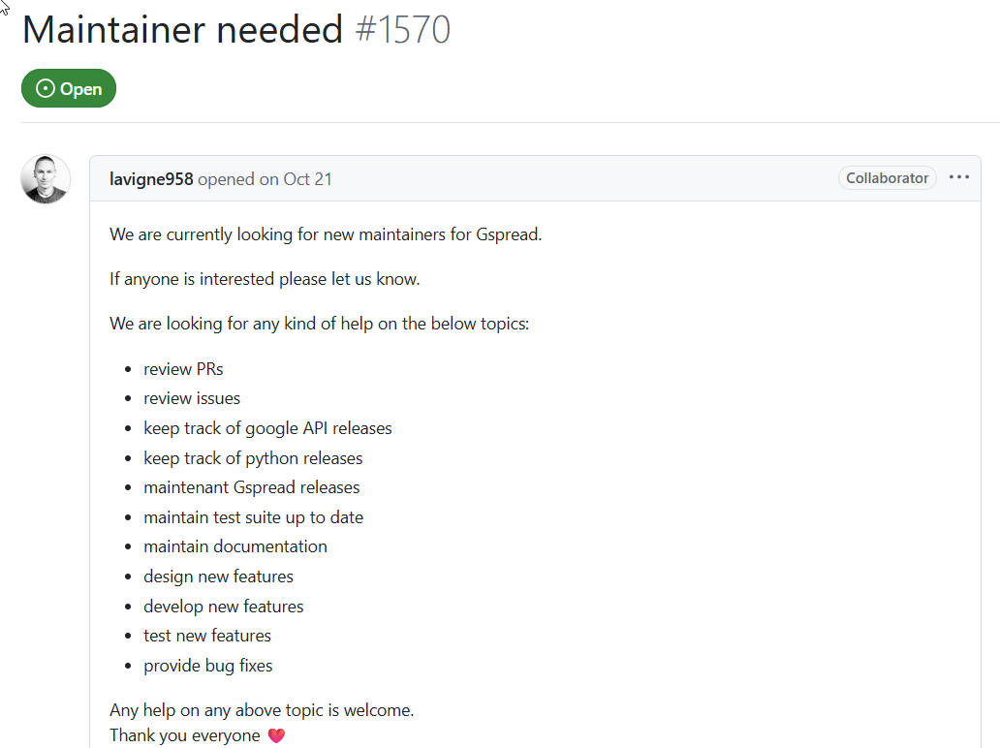 Maintainer needed #1570
Open
lavigne958 opened on Oct 21
Collaborator
We are currently looking for new maintainers for Gspread.
If anyone is interested please let us know.
We are looking for any kind of help on the below topics:
review PRs
review issues
keep track of google API releases
keep track of python releases
maintenant Gspread releases
maintain test suite up to date
maintain documentation
design new features
develop new features
test new features
provide bug fixes
Any help on any above topic is welcome.
Thank you everyone ❤️